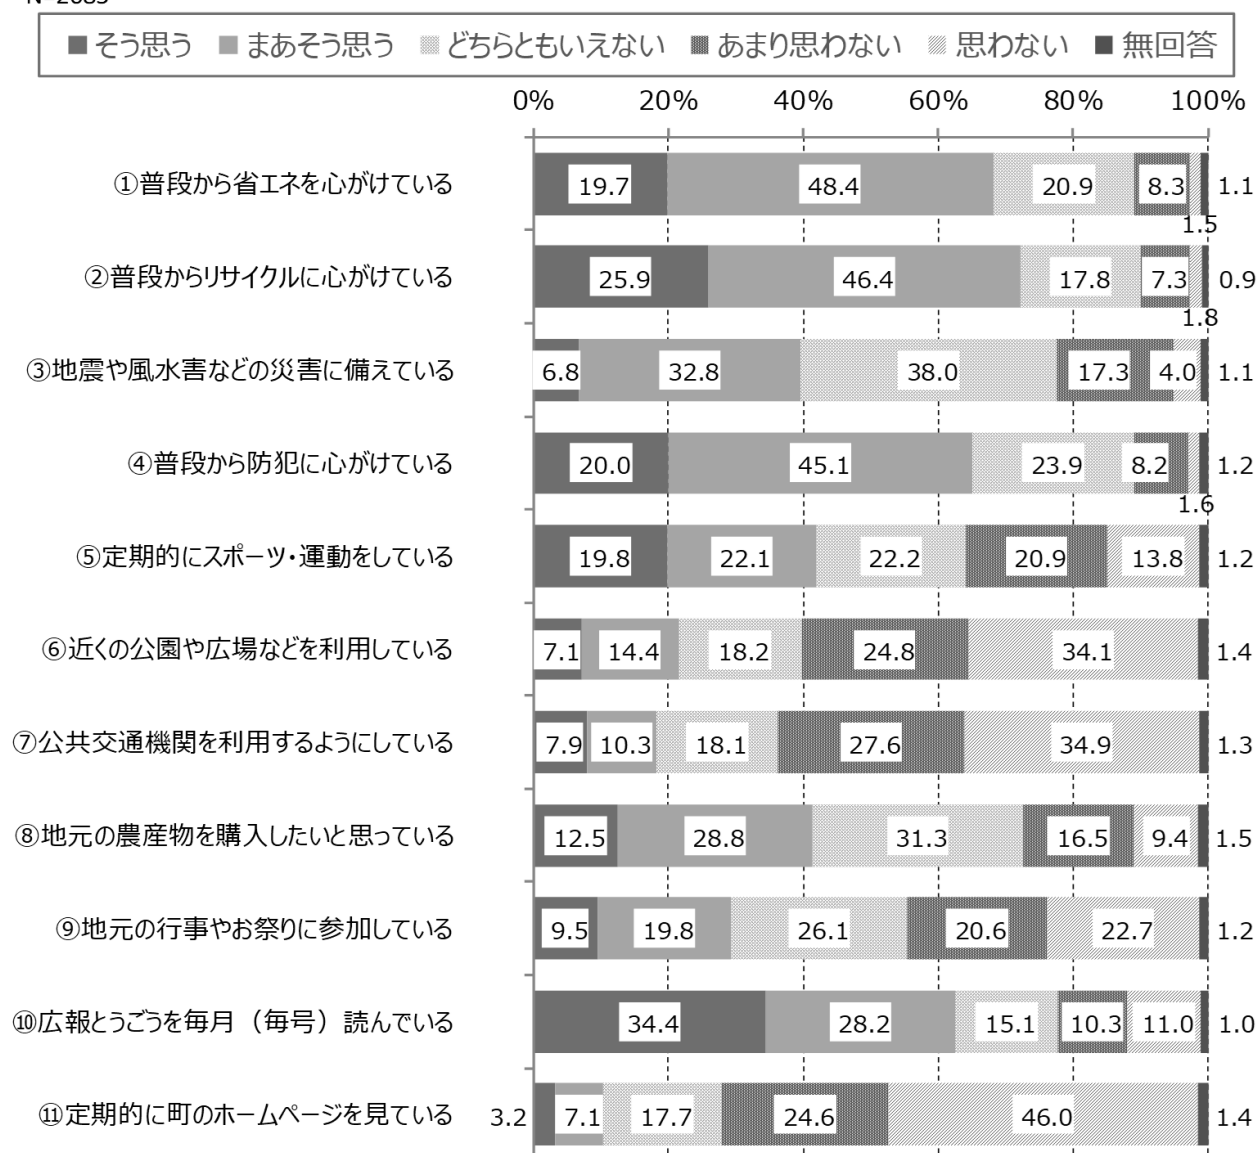 ■そう思う ■まあそう思う どちらともいえない ■あまり思わない 思わない ■無回答
0% 20% 40% 60% 80% 100%
①普段から省エネを心がけている 19.7 48.4 20.9 8.3 1.5 1.1
②普段からリサイクルに心がけている 25.9 46.4 17.8 7.3 1.8 0.9
③地震や風水害などの災害に備えている 6.8 32.8 38.0 17.3 4.0 1.1
④普段から防犯に心がけている 20.0 45.1 23.9 8.2 1.6 1.2
⑤定期的にスポーツ・運動をしている 19.8 22.1 22.2 20.9 13.8 1.2
⑥近くの公園や広場などを利用している 7.1 14.4 18.2 24.8 34.1 1.4
⑦公共交通機関を利用するようにしている 7.9 10.3 18.1 27.6 34.9 1.3
⑧地元の農産物を購入したいと思っている 12.5 28.8 31.3 16.5 9.4 1.5
⑨地元の行事やお祭りに参加している 9.5 19.8 26.1 20.6 22.7 1.2
⑩広報とうごうを毎月（毎号）読んでいる 34.4 28.2 15.1 10.3 11.0 1.0
⑪定期的に町のホームページを見ている 3.2 7.1 17.7 24.6 46.0 1.4